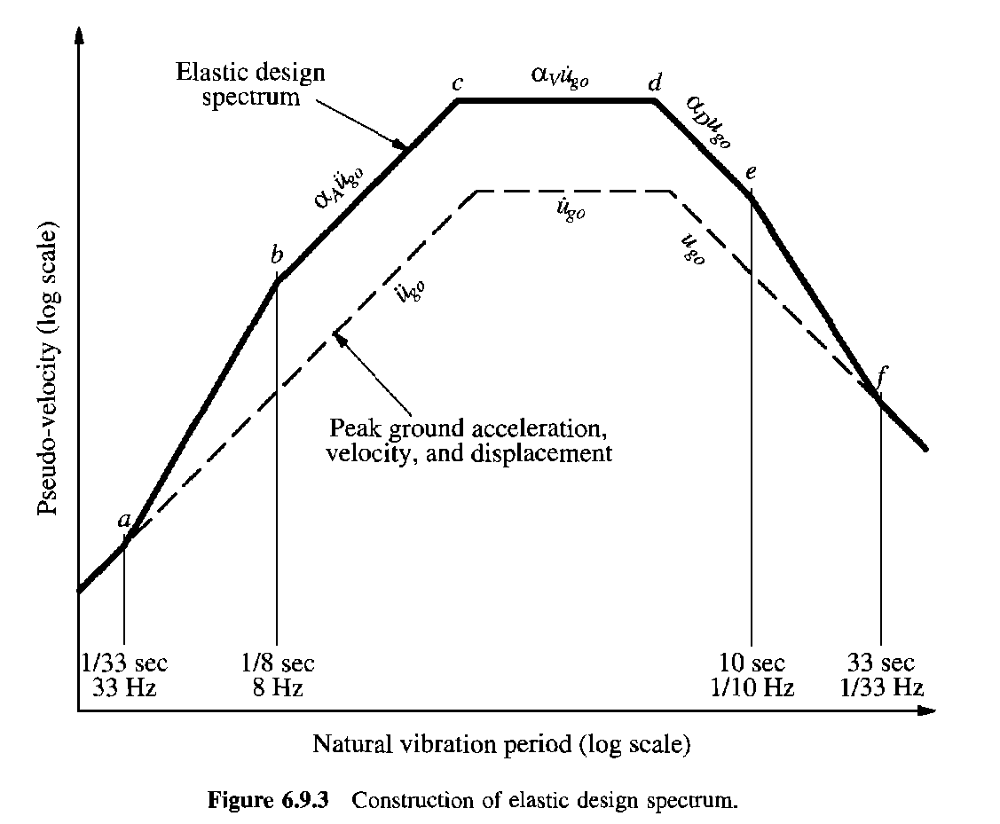 Elastic design
spectrum
c
α_V u̇_go
d
α_D u_go
e
α_A ü_go
u̇_go
b
u_go
ü_go
Pseudo-velocity (log scale)
f
Peak ground acceleration,
velocity, and displacement
a
1/33 sec
33 Hz
1/8 sec
8 Hz
10 sec
1/10 Hz
33 sec
1/33 Hz
Natural vibration period (log scale)
Figure 6.9.3 Construction of elastic design spectrum.